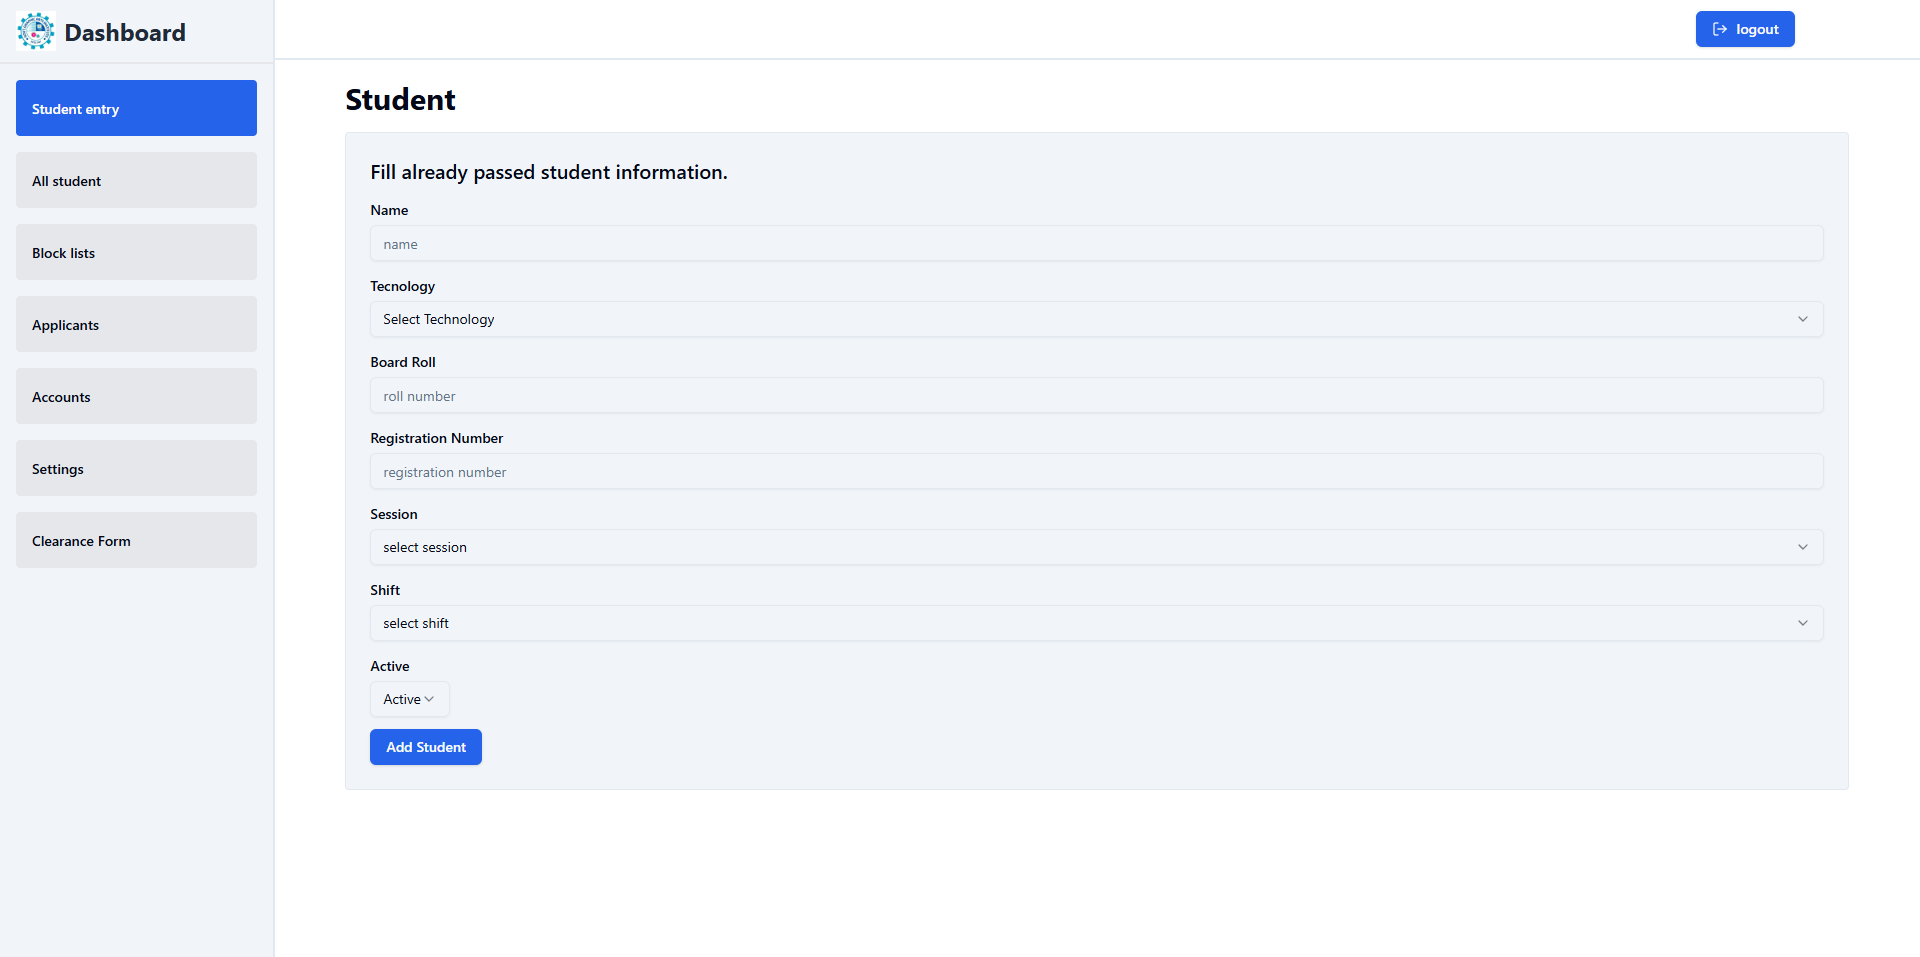 Dashboard
logout
Student entry
All student
Block lists
Applicants
Accounts
Settings
Clearance Form
Student
Fill already passed student information.
Name
name
Tecnology
Select Technology
Board Roll
roll number
Registration Number
registration number
Session
select session
Shift
select shift
Active
Active
Add Student